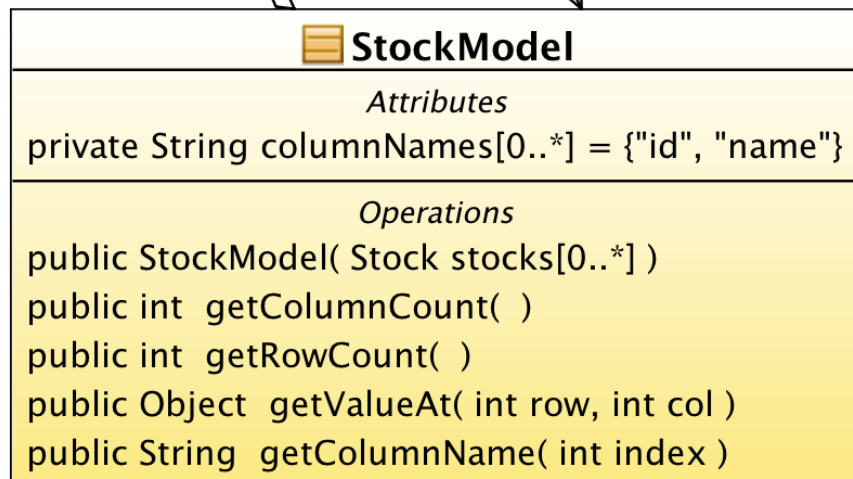 StockModel
Attributes
private String columnNames[0..*] = {"id", "name"}
Operations
public StockModel( Stock stocks[0..*] )
public int  getColumnCount(  )
public int  getRowCount(  )
public Object  getValueAt( int row, int col )
public String  getColumnName( int index )